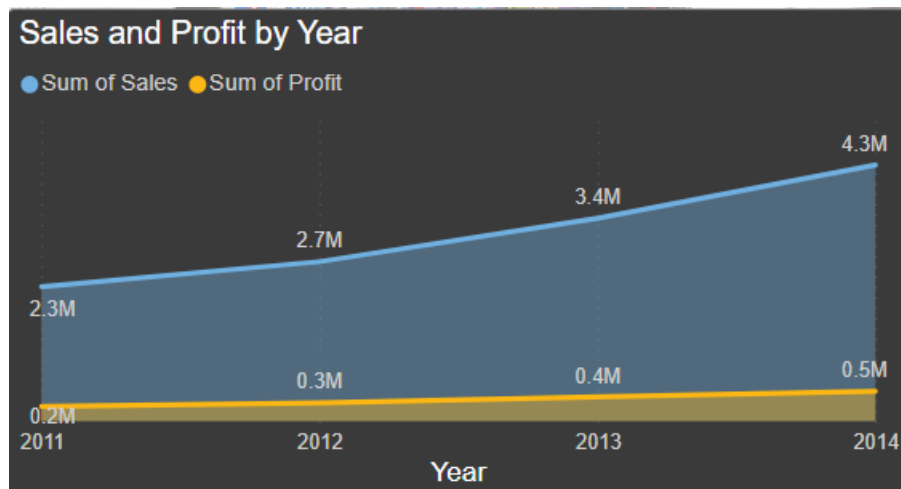 Sales and Profit by Year
Sum of Sales Sum of Profit
4.3M
3.4M
2.7M
2.3M
0.5M
0.4M
0.3M
0.2M
2011 2012 2013 2014
Year